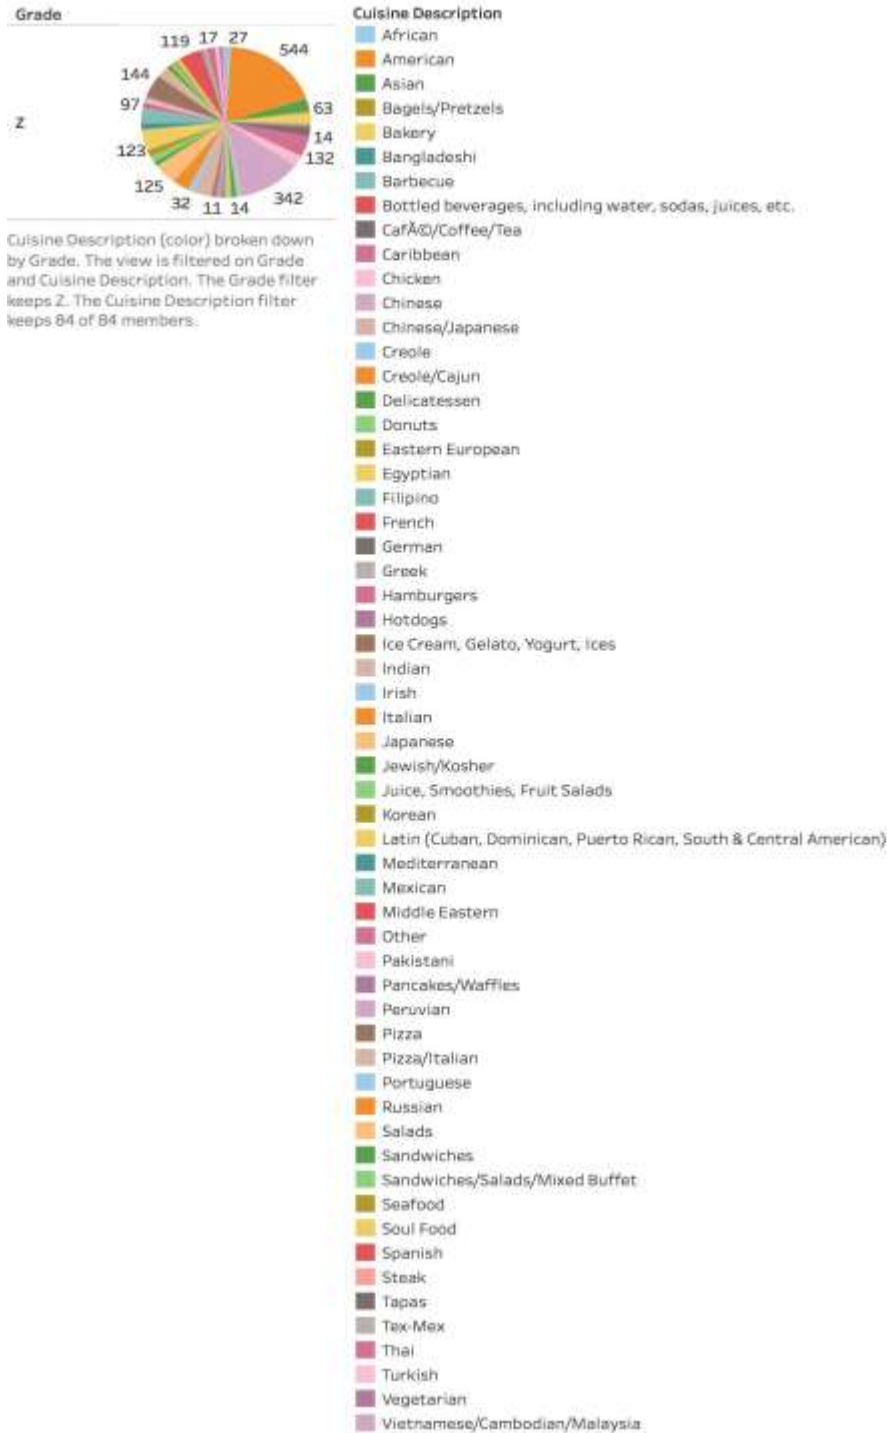 Grade
Z
119
17
27
544
144
63
97
14
132
123
125
342
32
11
14
Cuisine Description (color) broken down
by Grade. The view is filtered on Grade
and Cuisine Description. The Grade filter
keeps Z. The Cuisine Description filter
keeps 84 of 84 members.
Cuisine Description
African
American
Asian
Bagels/Pretzels
Bakery
Bangladeshi
Barbecue
Bottled beverages, including water, sodas, juices, etc.
CafÃ©/Coffee/Tea
Caribbean
Chicken
Chinese
Chinese/Japanese
Creole
Creole/Cajun
Delicatessen
Donuts
Eastern European
Egyptian
Filipino
French
German
Greek
Hamburgers
Hotdogs
Ice Cream, Gelato, Yogurt, Ices
Indian
Irish
Italian
Japanese
Jewish/Kosher
Juice, Smoothies, Fruit Salads
Korean
Latin (Cuban, Dominican, Puerto Rican, South & Central American)
Mediterranean
Mexican
Middle Eastern
Other
Pakistani
Pancakes/Waffles
Peruvian
Pizza
Pizza/Italian
Portuguese
Russian
Salads
Sandwiches
Sandwiches/Salads/Mixed Buffet
Seafood
Soul Food
Spanish
Steak
Tapas
Tex-Mex
Thai
Turkish
Vegetarian
Vietnamese/Cambodian/Malaysia